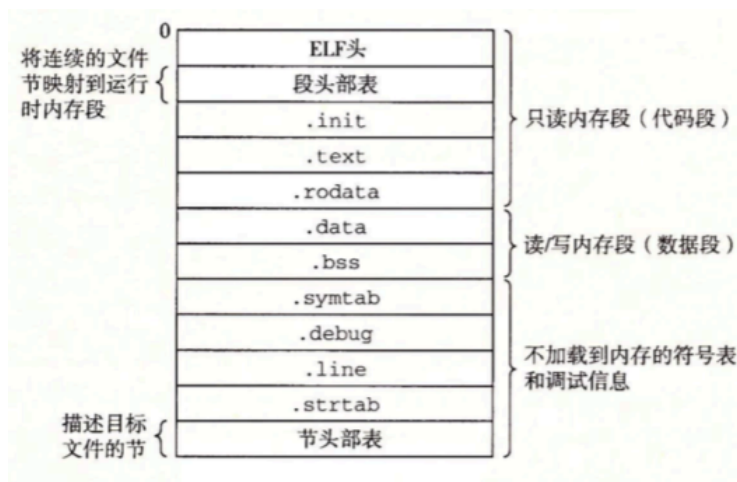 0
ELF头
将连续的文件
节映射到运行
时内存段
段头部表
.init
.text
.rodata
只读内存段（代码段）
.data
.bss
读/写内存段（数据段）
.symtab
.debug
.line
.strtab
不加载到内存的符号表
和调试信息
描述目标
文件的节
节头部表